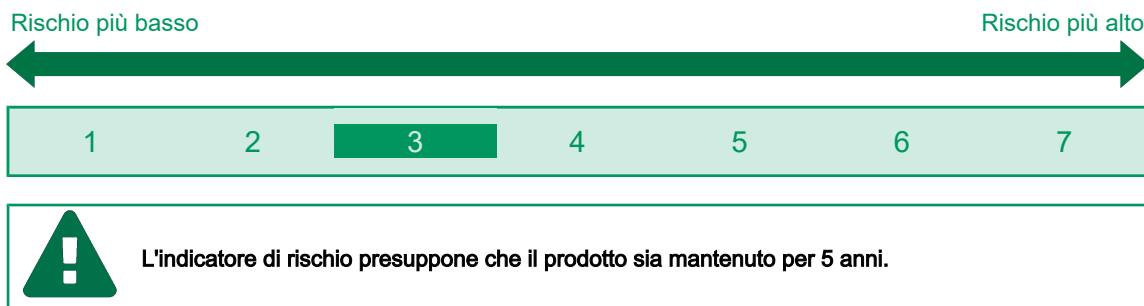 Rischio più basso Rischio più alto
1 2 3 4 5 6 7
L'indicatore di rischio presuppone che il prodotto sia mantenuto per 5 anni.